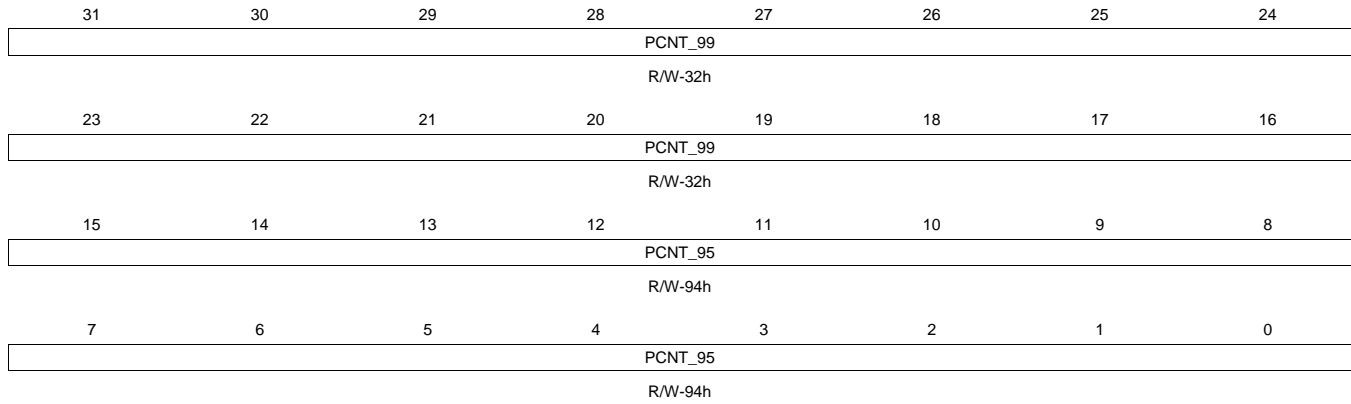 31 30 29 28 27 26 25 24
PCNT_99
R/W-32h
23 22 21 20 19 18 17 16
PCNT_99
R/W-32h
15 14 13 12 11 10 9 8
PCNT_95
R/W-94h
7 6 5 4 3 2 1 0
PCNT_95
R/W-94h